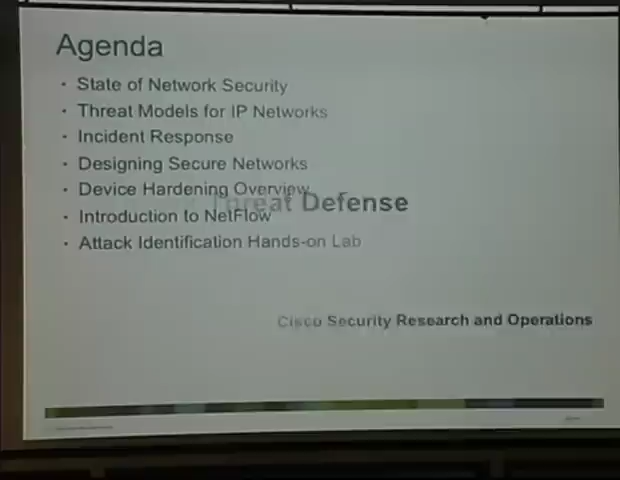 Agenda
• State of Network Security
• Threat Models for IP Networks
• Incident Response
• Designing Secure Networks
• Device Hardening Overview
Threat Defense
• Introduction to NetFlow
• Attack Identification Hands-on Lab
Cisco Security Research and Operations